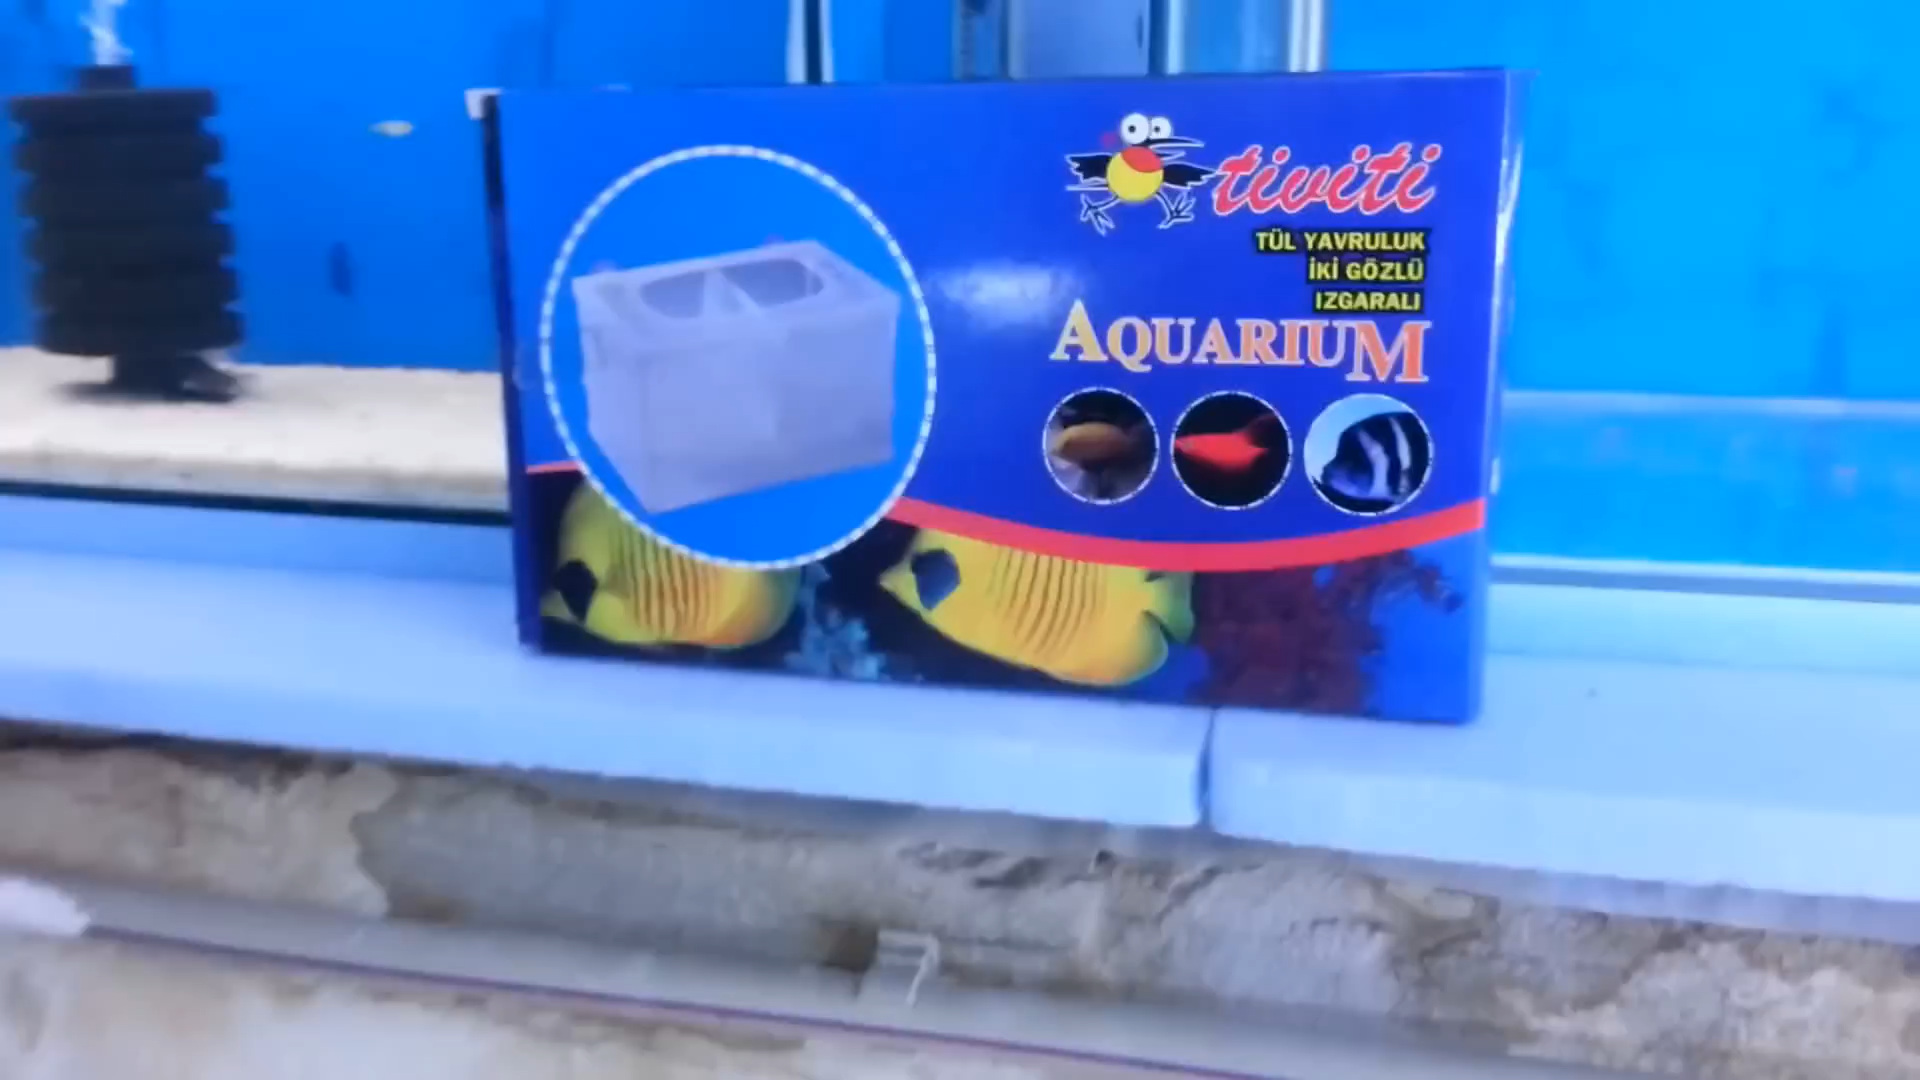 tiviti
TÜL YAVRULUK
İKİ GÖZLÜ
IZGARALI
AQUARIUM